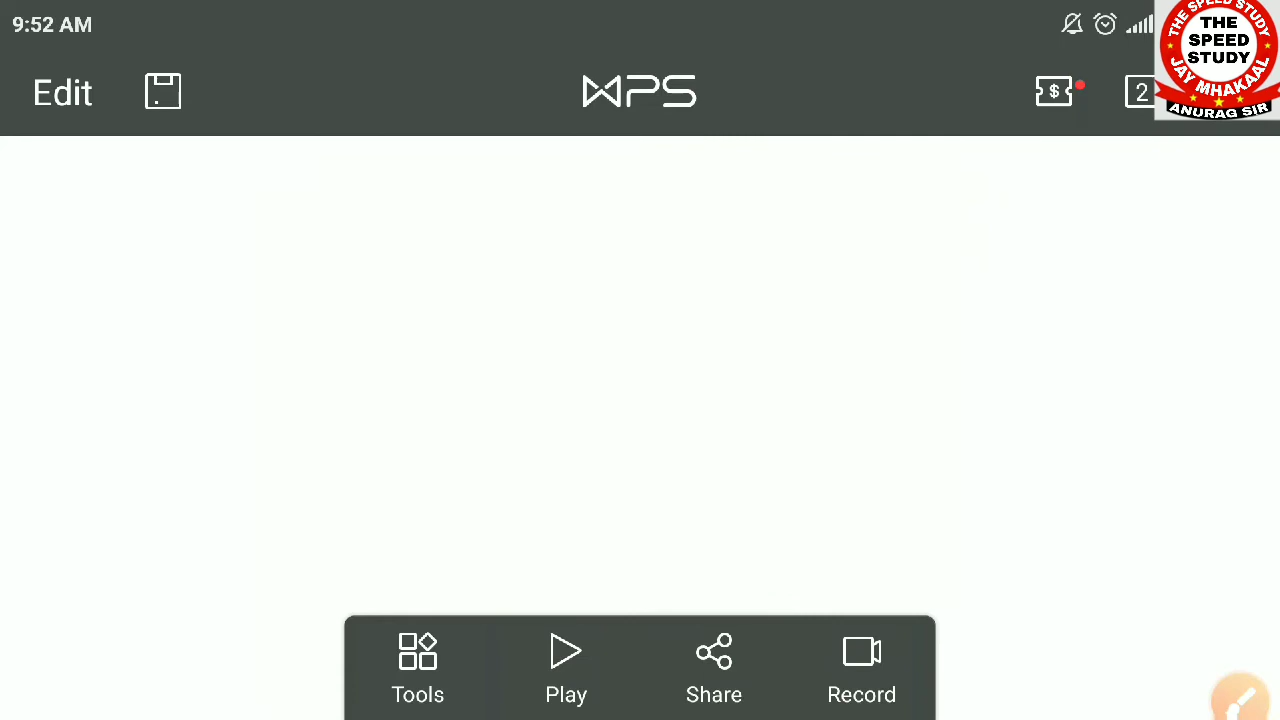 9:52 AM
Edit
WPS
$
2
THE SPEED STUDY
THE
SPEED
STUDY
JAY MHAKAAL
ANURAG SIR
Tools
Play
Share
Record